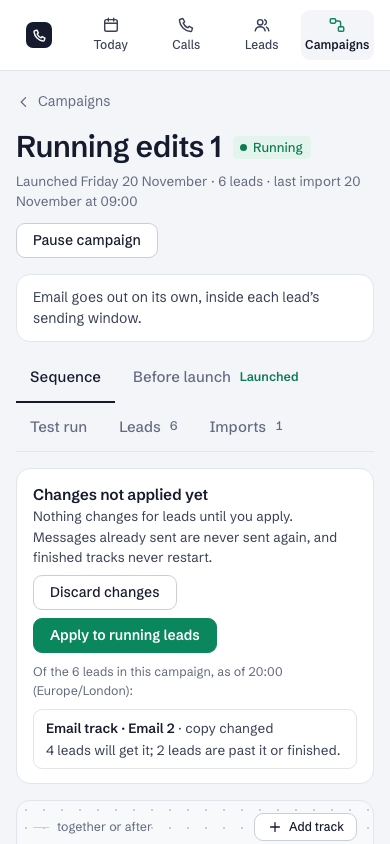 Today
Calls
Leads
Campaigns
Campaigns
Running edits 1
Running
Launched Friday 20 November · 6 leads · last import 20
November at 09:00
Pause campaign
Email goes out on its own, inside each lead’s
sending window.
Sequence
Before launch Launched
Test run
Leads 6
Imports 1
Changes not applied yet
Nothing changes for leads until you apply.
Messages already sent are never sent again, and
finished tracks never restart.
Discard changes
Apply to running leads
Of the 6 leads in this campaign, as of 20:00
(Europe/London):
Email track · Email 2 · copy changed
4 leads will get it; 2 leads are past it or finished.
together or after
Add track